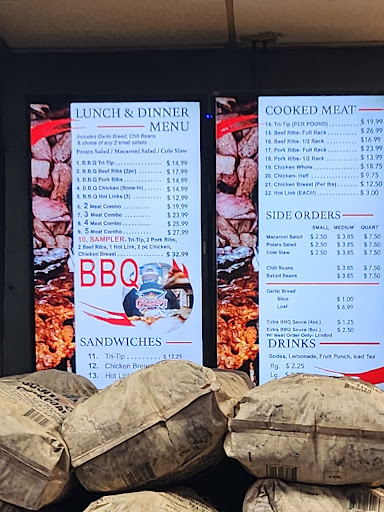 LUNCH & DINNER
MENU
Includes Garlic Bread, Chili Beans
& choice of any 2 small salads
Potato Salad / Macaroni Salad / Cole Slaw
1. B.B.Q Tri-Tip $ 14.99
2. B.B.Q Beef Ribs (2pc) $ 17.99
3. B.B.Q Pork Ribs $ 14.99
4. B.B.Q Chicken (Bone-In) $ 14.99
5. B.B.Q Hot Links (3) $ 12.99
6. 2 Meat Combo $ 19.99
7. 3 Meat Combo $ 23.99
8. 4 Meat Combo $ 25.99
9. 5 Meat Combo $ 27.99
10. SAMPLER- Tri-Tip, 2 Pork Ribs,
2 Beef Ribs, 1 Hot Link, 2 pc Chicken,
Chicken Breast $ 32.99
BBQ
SANDWICHES
11. Tri-Tip $ 12.25
12. Chicken Breast
13. Hot Link
COOKED MEAT
14. Tri-Tip (PER POUND) $ 19.99
15. Beef Ribs- Full Rack $ 26.99
16. Beef Ribs- 1/2 Rack $ 16.99
17. Pork Ribs- Full Rack $ 23.99
18. Pork Ribs- 1/2 Rack $ 13.99
19. Chicken Whole $ 18.75
20. Chicken- Half $ 9.75
21. Chicken Breast (Per lbs) $ 12.50
22. Hot Link (EACH) $ 3.00
SIDE ORDERS
SMALL MEDIUM QUART
Macaroni Salad $ 2.50 $ 3.85 $ 7.50
Potato Salad $ 2.50 $ 3.85 $ 7.50
Cole Slaw $ 2.50 $ 3.85 $ 7.50
Chili Beans $ 3.85 $ 7.50
Salad Beans $ 3.85 $ 7.50
Garlic Bread
Slice $ 1.00
Loaf $ 6.99
Extra BBQ Sauce (4oz.) $ 1.25
Extra BBQ Sauce (8oz.) $ 2.50
W/ Meat Order Only- Limited
DRINKS
Sodas, Lemonade, Fruit Punch, Iced Tea
Rg. $ 2.25
Lg.